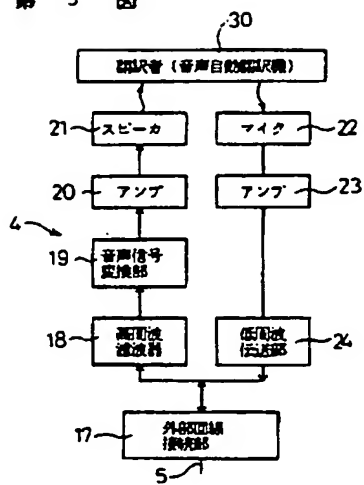 第 3 図
30
翻訳者(音声自動翻訳機)
21 スピーカ
マイク 22
20 アンプ
アンプ 23
4
19 音声信号
変換部
18 高周波
濾波器
低周波
伝送部 24
17 外部回線
接続部
5